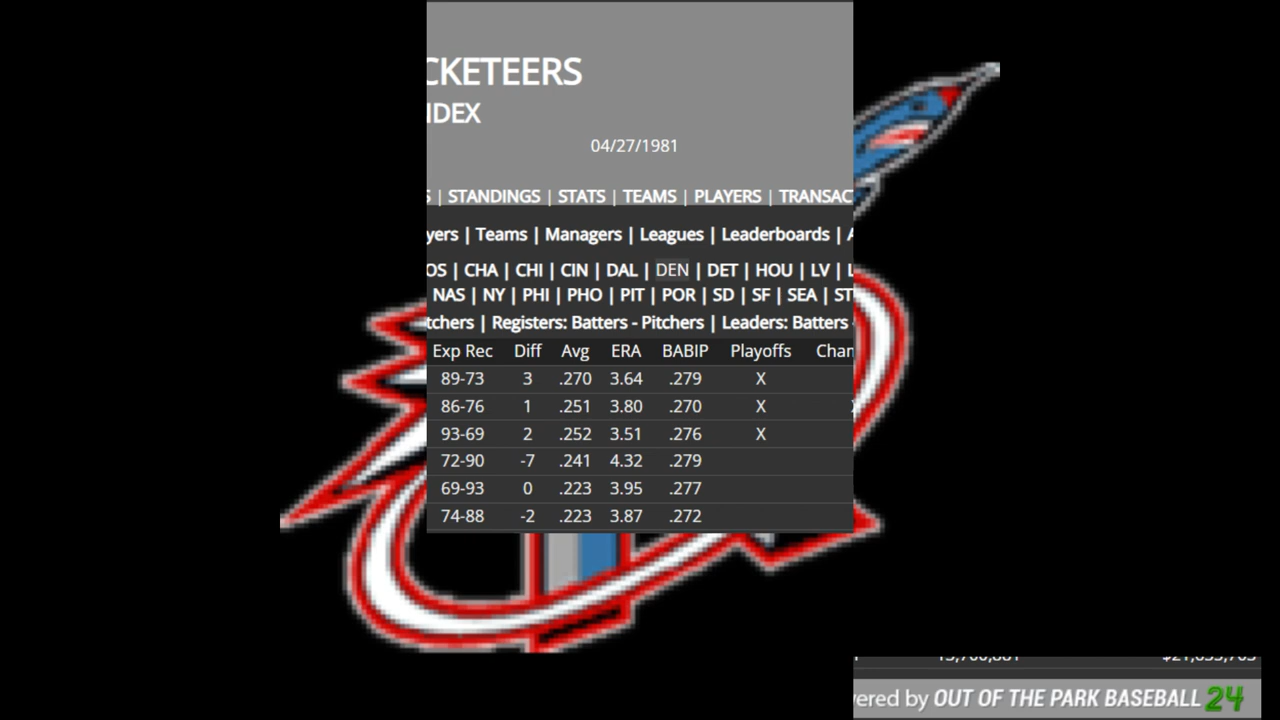 CKETEERS
IDEX
04/27/1981
| STANDINGS | STATS | TEAMS | PLAYERS | TRANSAC
yers | Teams | Managers | Leagues | Leaderboards |
OS | CHA | CHI | CIN | DAL | DEN | DET | HOU | LV |
NAS | NY | PHI | PHO | PIT | POR | SD | SF | SEA | ST
tchers | Registers: Batters - Pitchers | Leaders: Batters
Exp Rec Diff Avg ERA BABIP Playoffs Cham
89-73 3 .270 3.64 .279 X
86-76 1 .251 3.80 .270 X
93-69 2 .252 3.51 .276 X
72-90 -7 .241 4.32 .279
69-93 0 .223 3.95 .277
74-88 -2 .223 3.87 .272
vered by OUT OF THE PARK BASEBALL 24